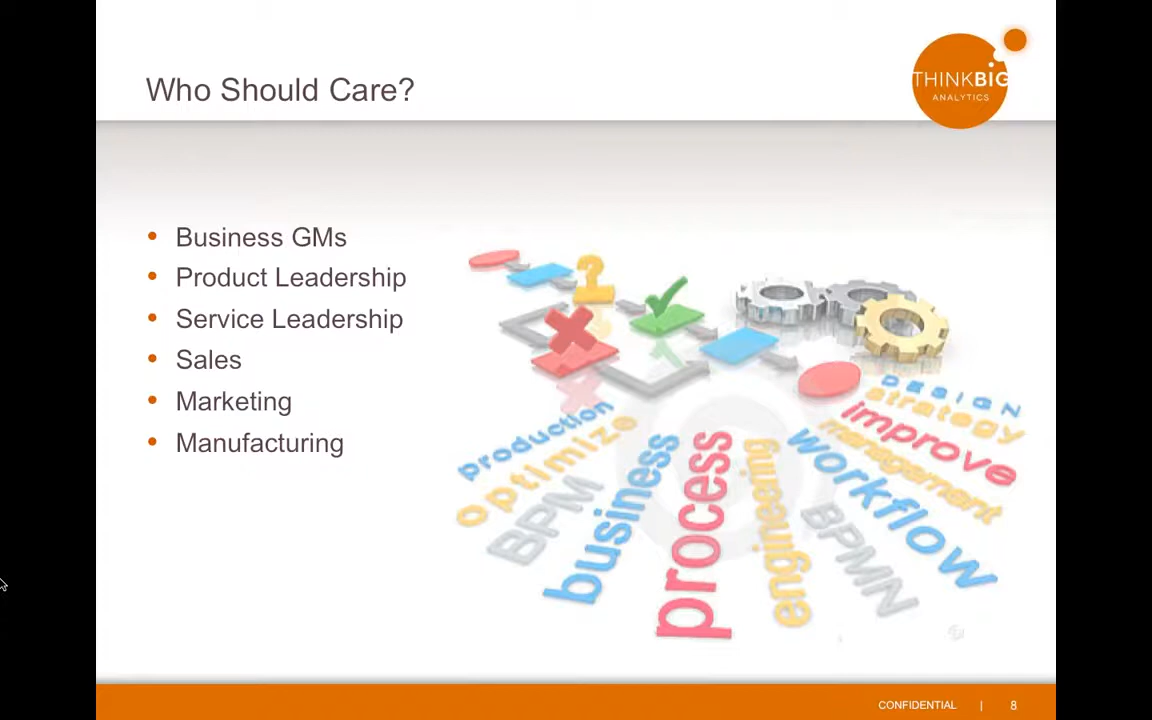 Who Should Care?
THINKBIG
ANALYTICS
• Business GMs
• Product Leadership
• Service Leadership
• Sales
• Marketing
• Manufacturing
?
production
optimize
BPM
business
process
engineering
BPMN
workflow
management
improve
strategy
DESIGN
CONFIDENTIAL | 8